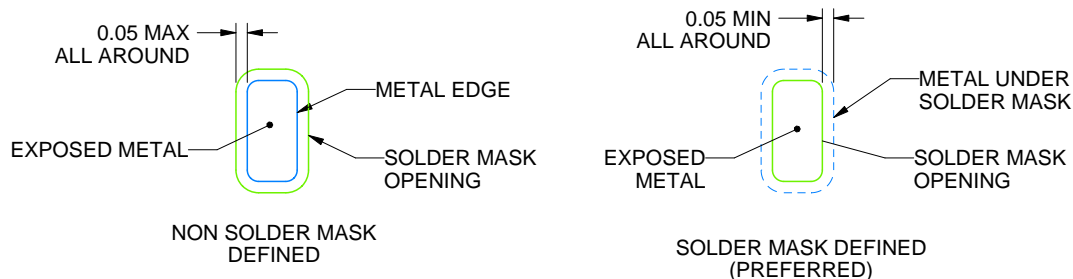 0.05 MAX
ALL AROUND
METAL EDGE
EXPOSED METAL
SOLDER MASK
OPENING
NON SOLDER MASK
DEFINED
0.05 MIN
ALL AROUND
METAL UNDER
SOLDER MASK
EXPOSED
METAL
SOLDER MASK
OPENING
SOLDER MASK DEFINED
(PREFERRED)